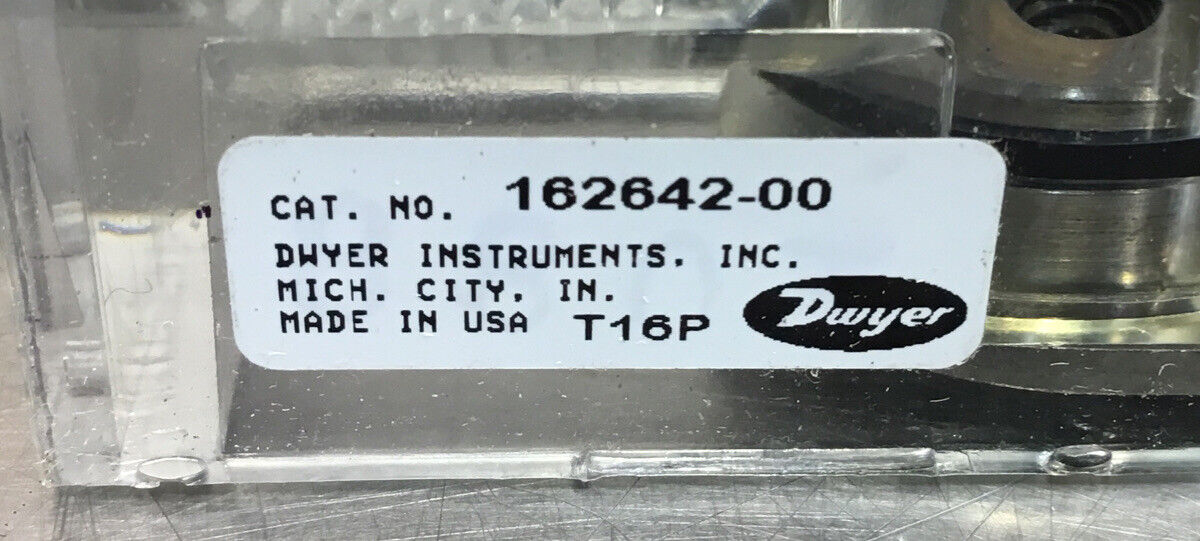 CAT. NO. 162642-00
DWYER INSTRUMENTS, INC.
MICH. CITY, IN.
MADE IN USA T16P Dwyer